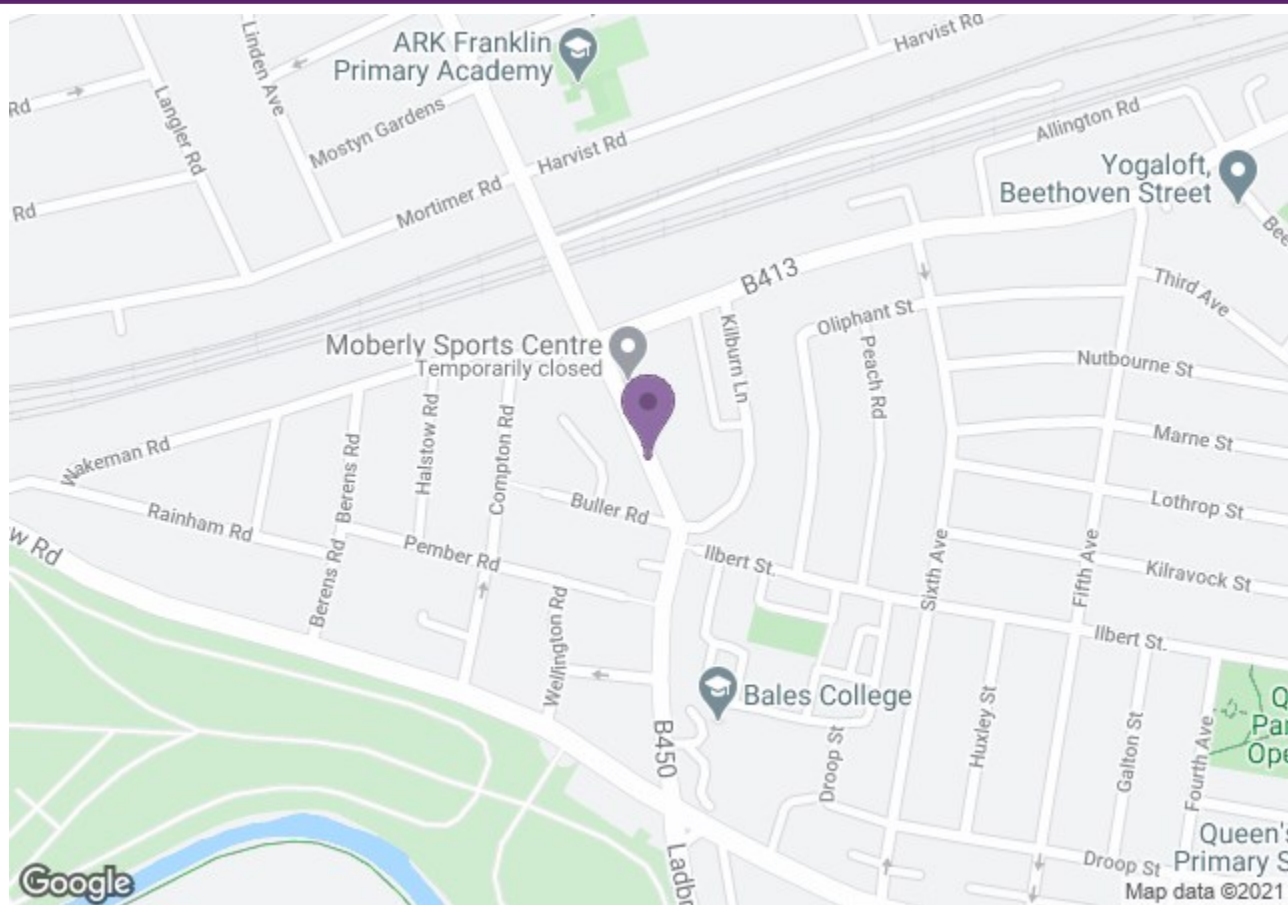 ARK Franklin
Primary Academy
Harvist Rd
Linden Ave
Rd
Langler Rd
Mostyn Gardens
Harvist Rd
Allington Rd
Yogaloft,
Beethoven Street
Mortimer Rd
Rd
Bee
B413
Third Ave
Oliphant St
Moberly Sports Centre
Temporarily closed
Kilburn Ln
Peach Rd
Nutbourne St
Wakeman Rd
Berens Rd
Halstow Rd
Compton Rd
Marne St
Lothrop St
Rainham Rd
Buller Rd
w Rd
Pember Rd
Ilbert St.
Sixth Ave
Fifth Ave
Kilravock St
Berens Rd
Wellington Rd
Ilbert St.
Bales College
B450
Droop St
Huxley St
Galton St
Fourth Ave
Q
Par
Ope
Queen's
Primary S
Droop St
Ladbr
Google
Map data ©2021